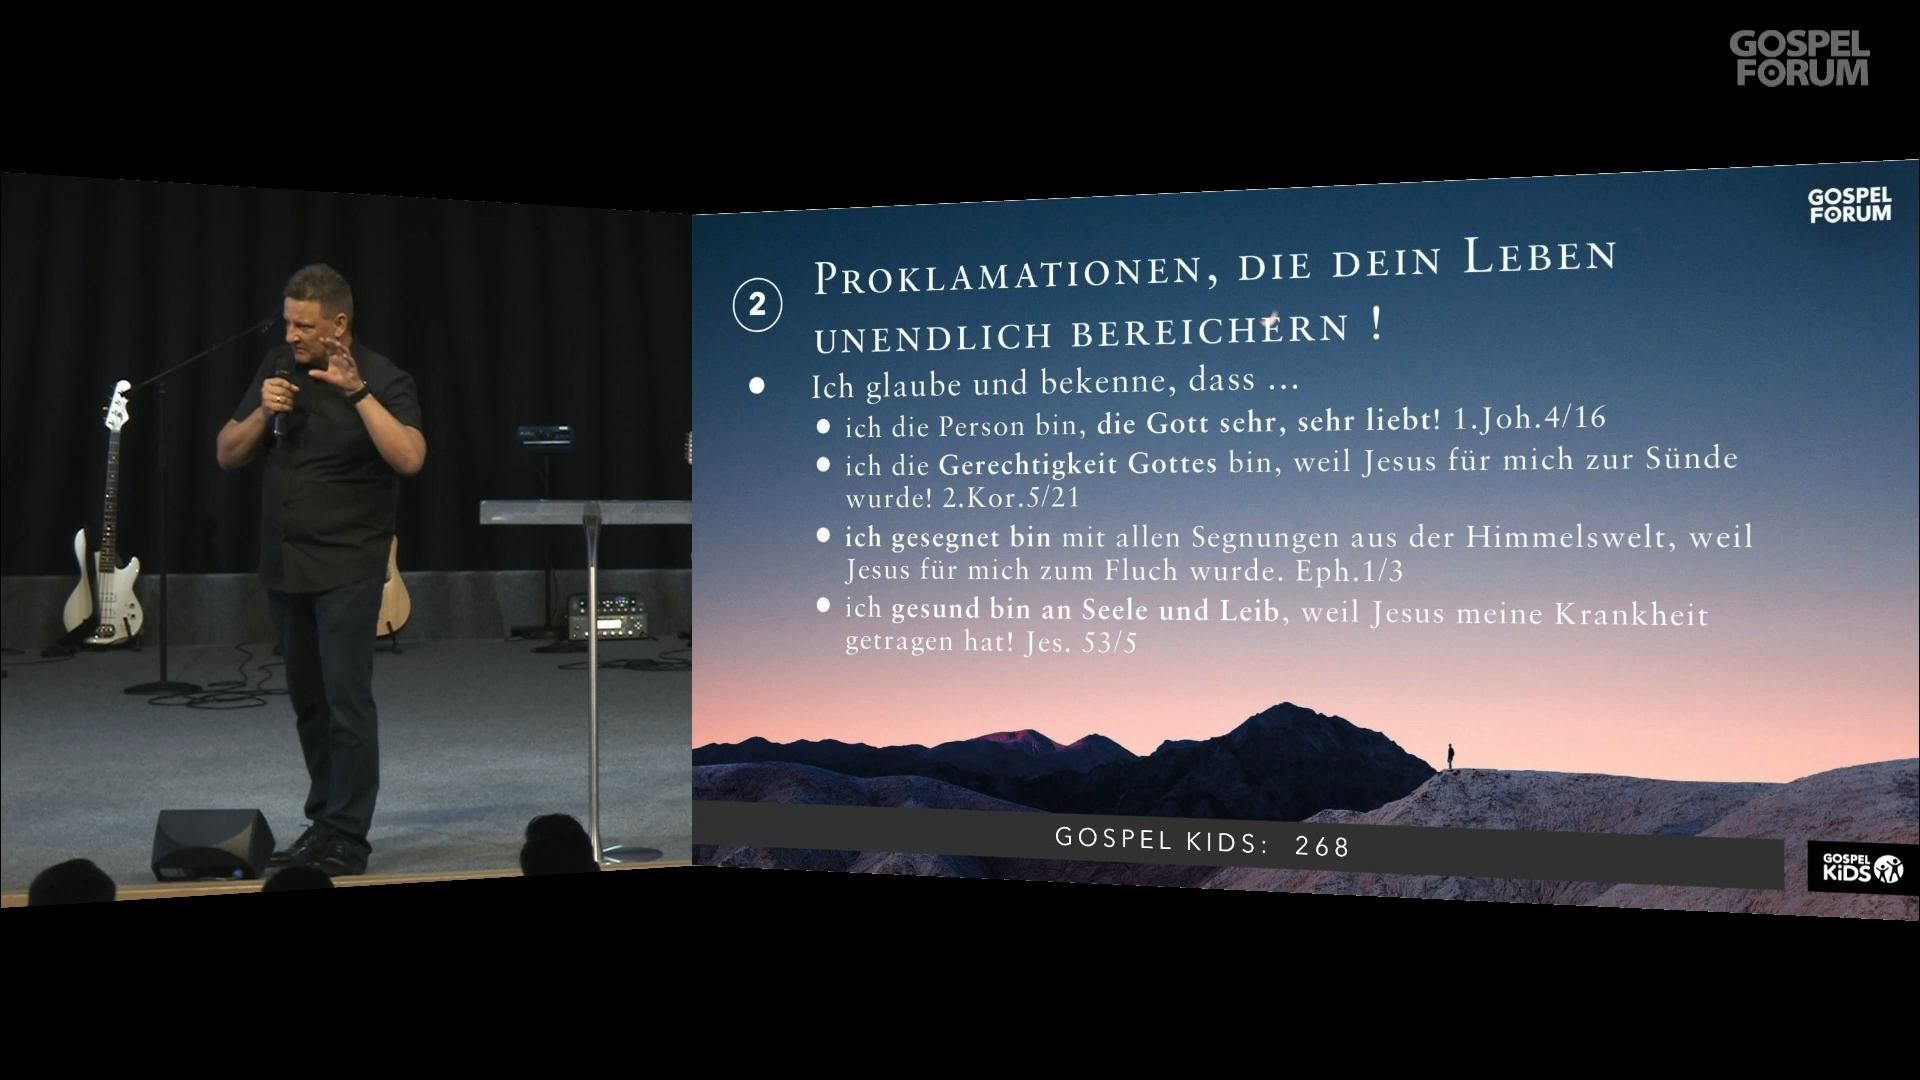 GOSPEL
FORUM
GOSPEL
FORUM
2
PROKLAMATIONEN, DIE DEIN LEBEN
UNENDLICH BEREICHERN !
• Ich glaube und bekenne, dass ...
• ich die Person bin, die Gott sehr, sehr liebt! 1.Joh.4/16
• ich die Gerechtigkeit Gottes bin, weil Jesus für mich zur Sünde
wurde! 2.Kor.5/21
• ich gesegnet bin mit allen Segnungen aus der Himmelswelt, weil
Jesus für mich zum Fluch wurde. Eph.1/3
• ich gesund bin an Seele und Leib, weil Jesus meine Krankheit
getragen hat! Jes. 53/5
GOSPEL KIDS: 268
GOSPEL
KiDS